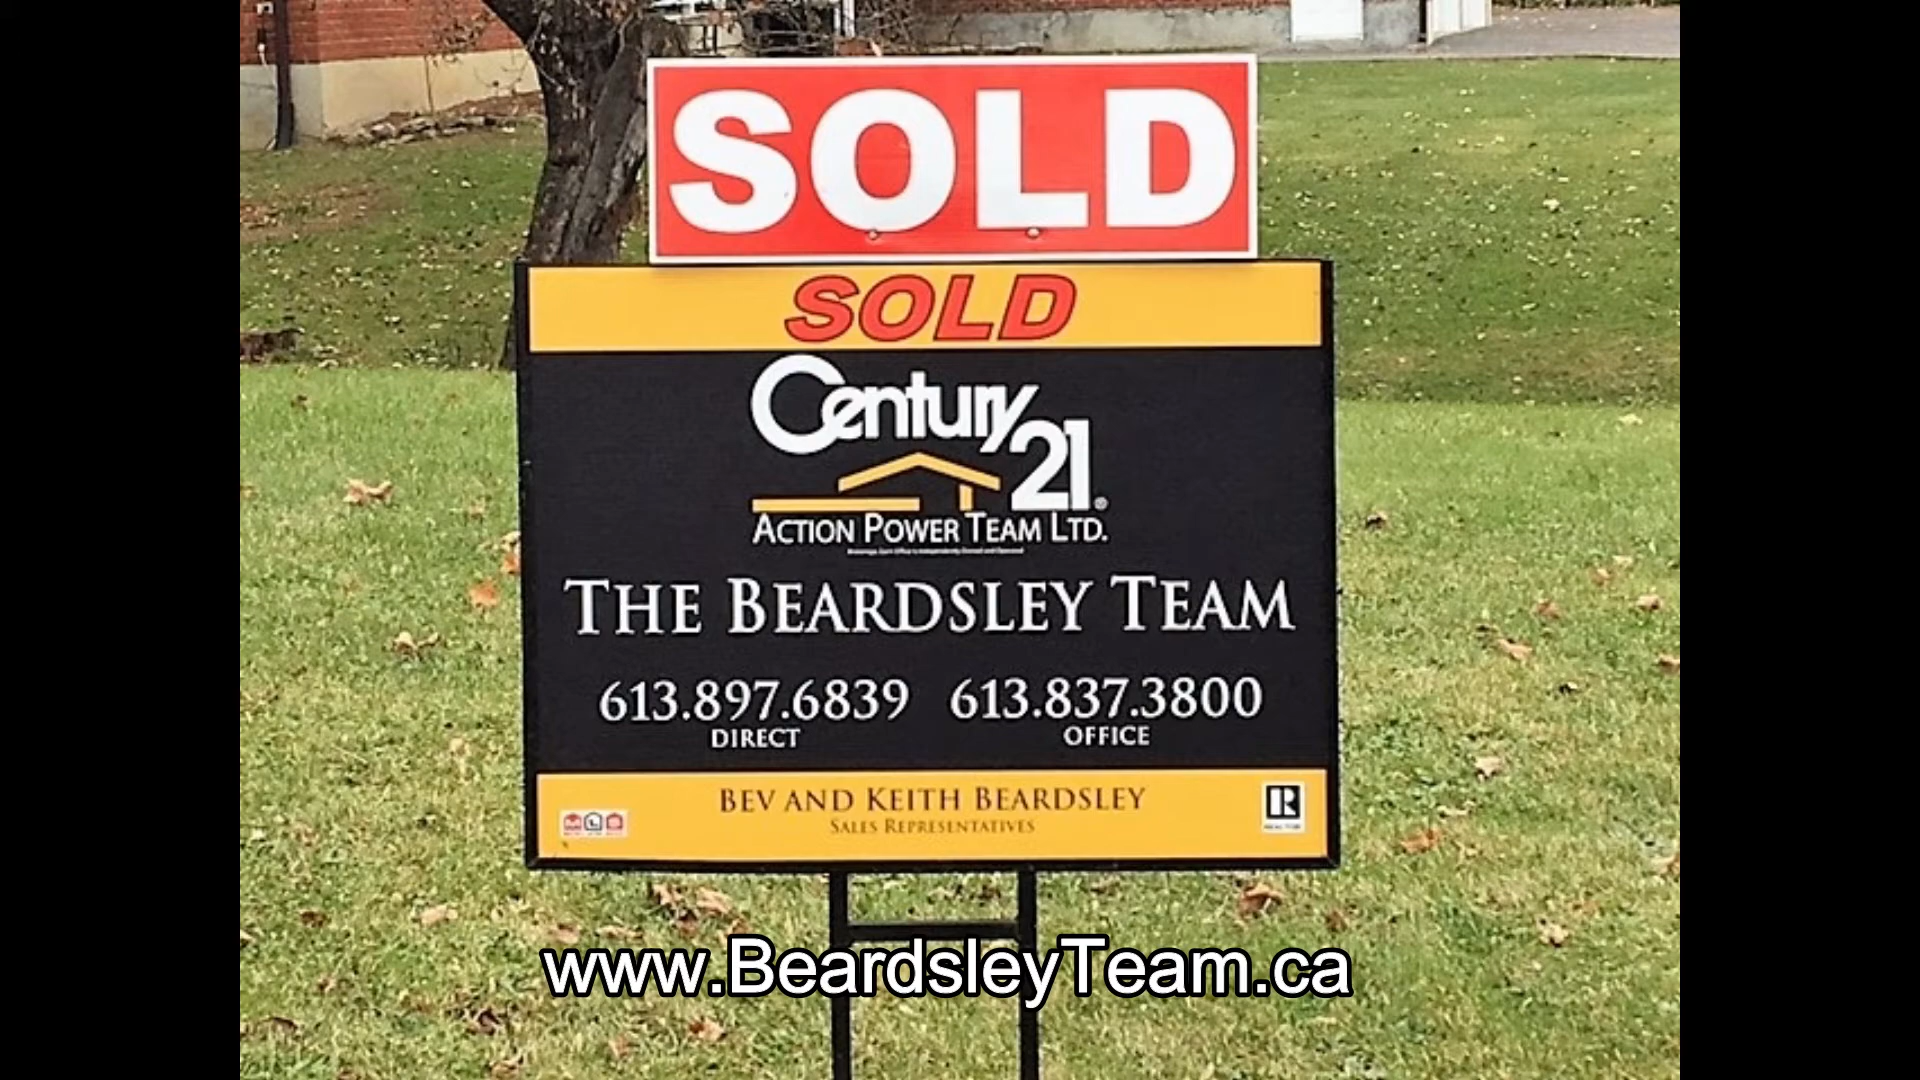 SOLD
SOLD
Century 21®
ACTION POWER TEAM LTD.
THE BEARDSLEY TEAM
613.897.6839 613.837.3800
DIRECT OFFICE
BEV AND KEITH BEARDSLEY
SALES REPRESENTATIVES
R
REALTOR
www.BeardsleyTeam.ca